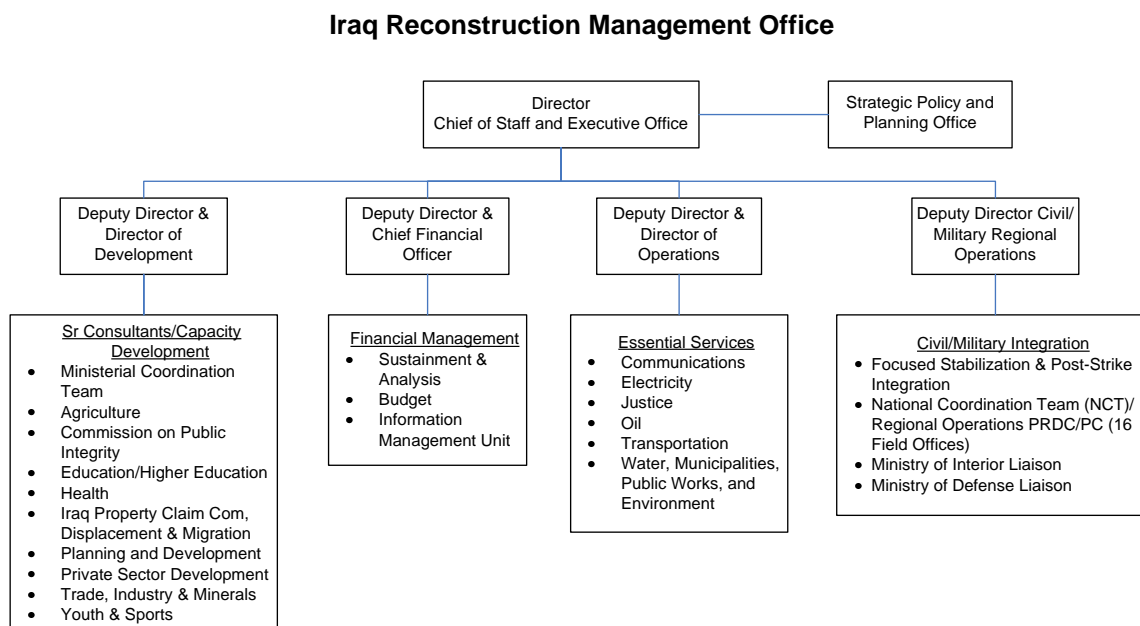 Iraq Reconstruction Management Office
Director
Chief of Staff and Executive Office
Strategic Policy and
Planning Office
Deputy Director &
Director of
Development
Deputy Director &
Chief Financial
Officer
Deputy Director &
Director of
Operations
Deputy Director Civil/
Military Regional
Operations
Sr Consultants/Capacity
Development
• Ministerial Coordination
Team
• Agriculture
• Commission on Public
Integrity
• Education/Higher Education
• Health
• Iraq Property Claim Com,
Displacement & Migration
• Planning and Development
• Private Sector Development
• Trade, Industry & Minerals
• Youth & Sports
Financial Management
• Sustainment &
Analysis
• Budget
• Information
Management Unit
Essential Services
• Communications
• Electricity
• Justice
• Oil
• Transportation
• Water, Municipalities,
Public Works, and
Environment
Civil/Military Integration
• Focused Stabilization & Post-Strike
Integration
• National Coordination Team (NCT)/
Regional Operations PRDC/PC (16
Field Offices)
• Ministry of Interior Liaison
• Ministry of Defense Liaison